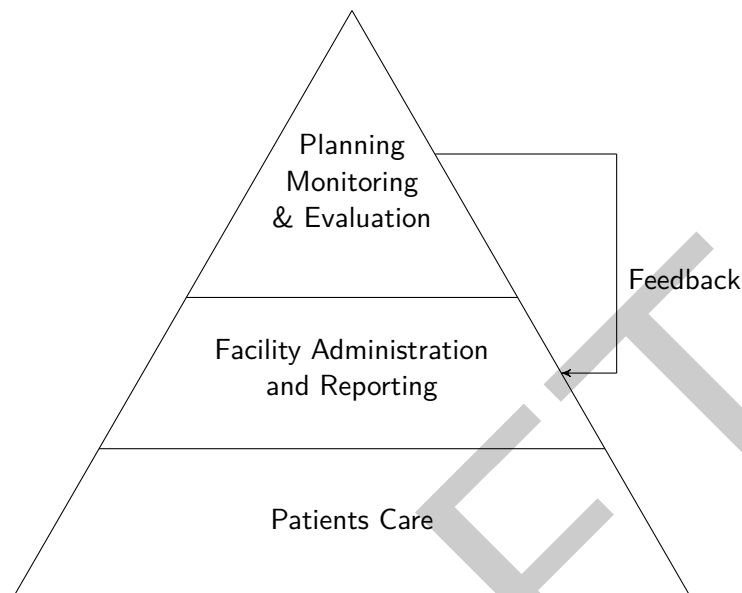 Planning
Monitoring
& Evaluation
Feedback
Facility Administration
and Reporting
Patients Care